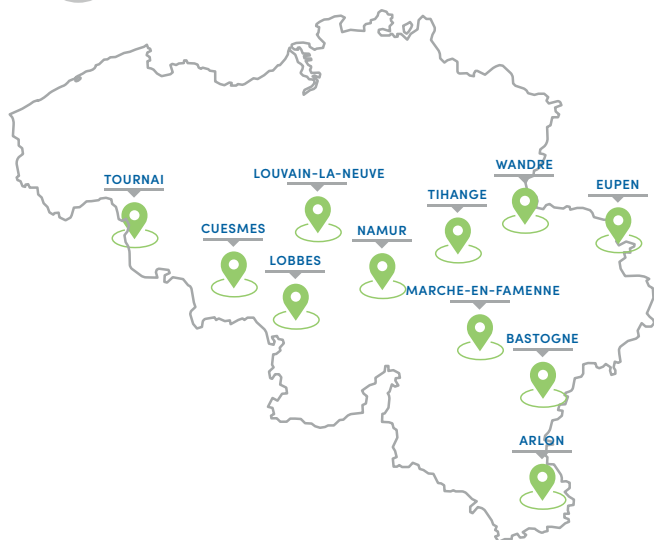 WANDRE
LOUVAIN-LA-NEUVE
TOURNAI
EUPEN
TIHANGE
CUESMES
NAMUR
LOBBES
MARCHE-EN-FAMENNE
BASTOGNE
ARLON